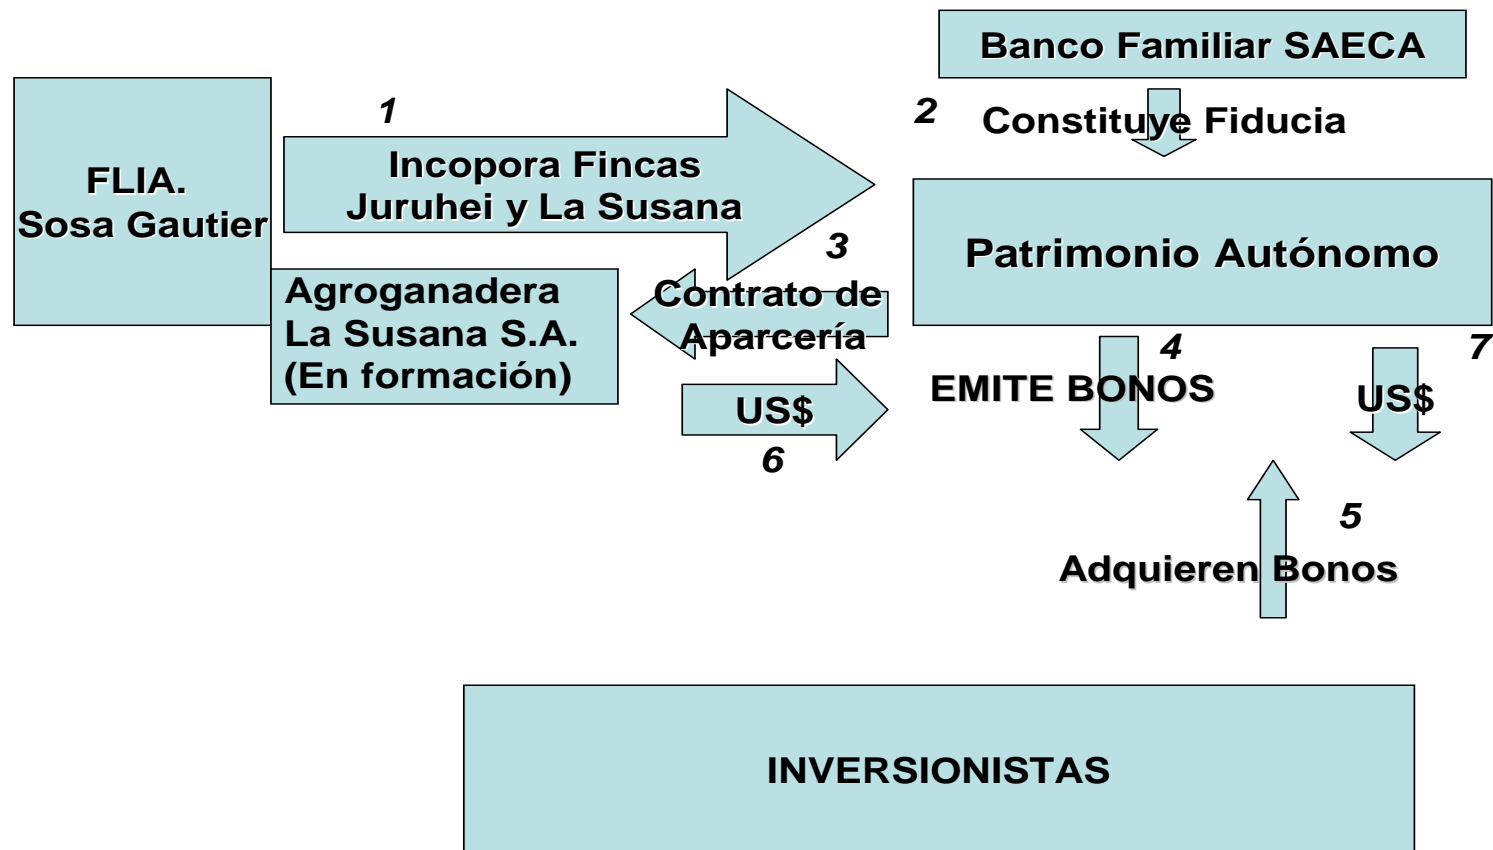 Banco Familiar SAECA
1
2
Constituye Fiducia
FLIA.
Sosa Gautier
Incopora Fincas
Juruhei y La Susana
Patrimonio Autónomo
3
Contrato de
Aparcería
Agroganadera
La Susana S.A.
(En formación)
4
7
EMITE BONOS
US$
US$
6
5
Adquieren Bonos
INVERSIONISTAS